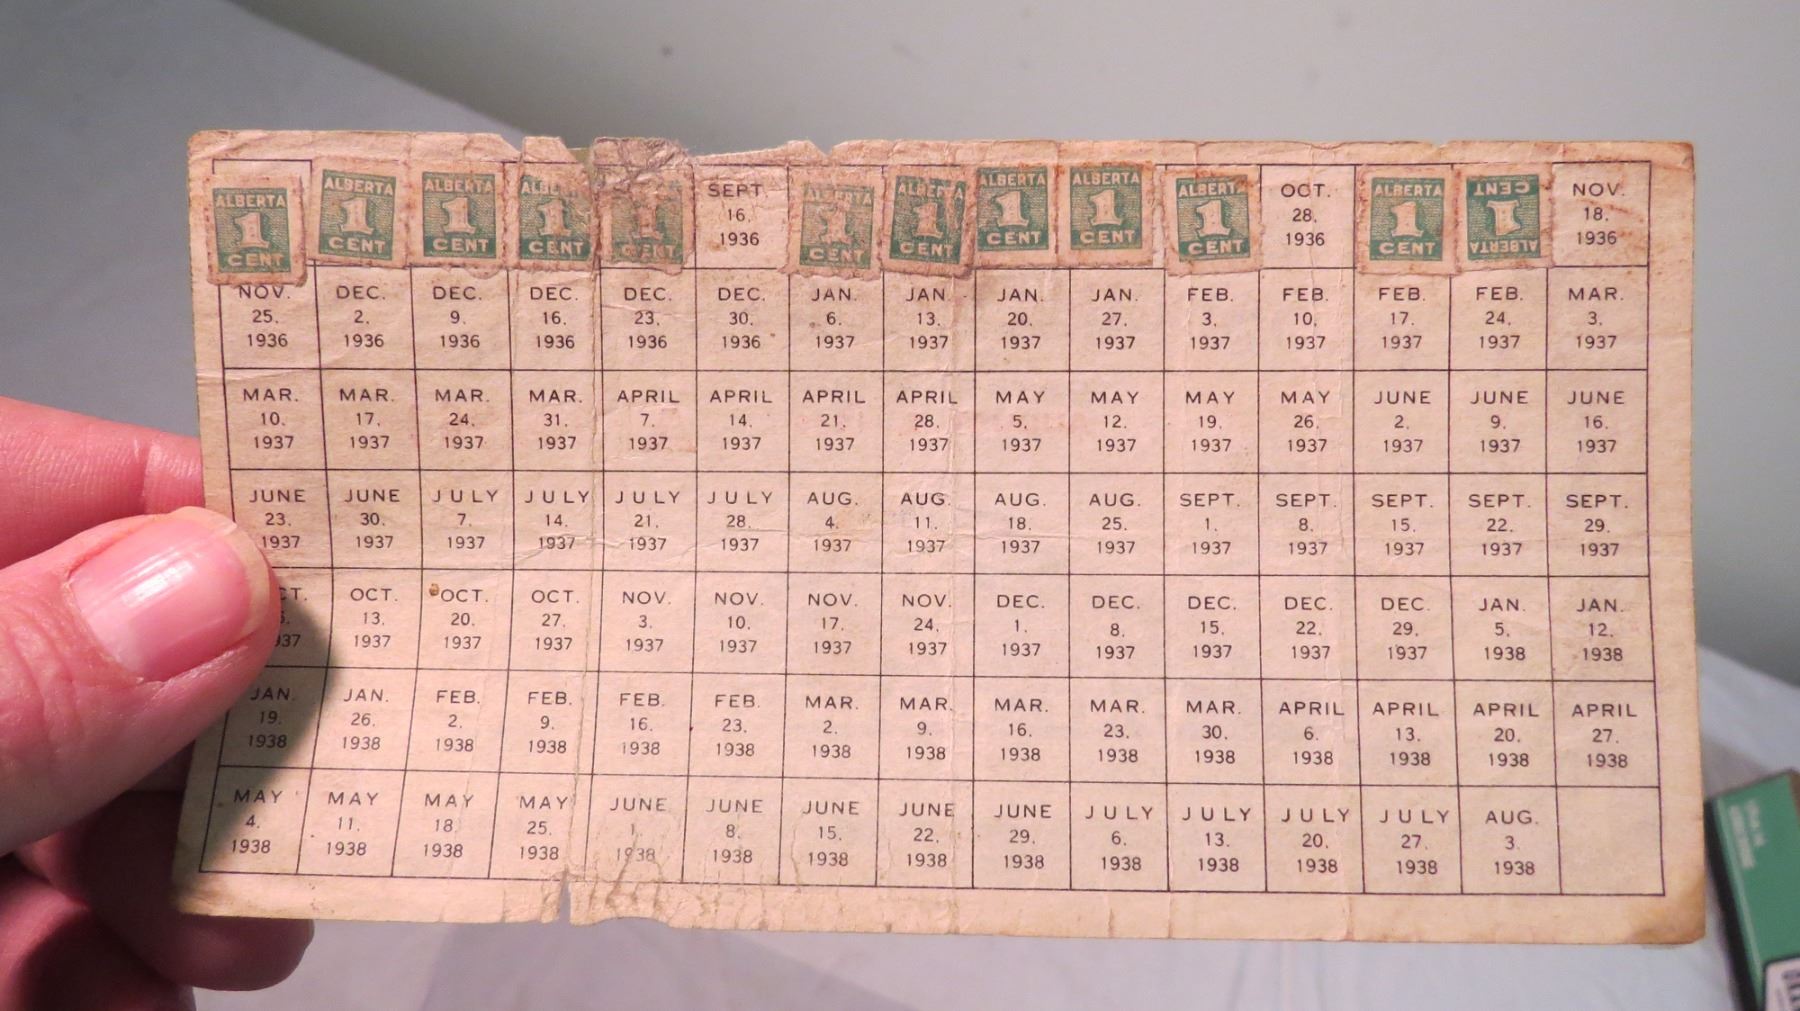 ALBERTA ALBERTA ALBERTA ALBERTA SEPT. ALBERTA ALBERTA ALBERTA ALBERTA ALBERTA OCT. ALBERTA ALBERTA NOV.
1 1 1 1 1 16, 1 1 1 1 1 28, 1 1 18,
CENT CENT CENT CENT CENT 1936 CENT CENT CENT CENT CENT 1936 CENT CENT 1936
NOV. DEC. DEC. DEC. DEC. DEC. JAN. JAN. JAN. JAN. FEB. FEB. FEB. FEB. MAR.
25, 2, 9, 16, 23, 30, 6, 13, 20, 27, 3, 10, 17, 24, 3,
1936 1936 1936 1936 1936 1936 1937 1937 1937 1937 1937 1937 1937 1937 1937
MAR. MAR. MAR. MAR. APRIL APRIL APRIL APRIL MAY MAY MAY MAY JUNE JUNE JUNE
10, 17, 24, 31, 7, 14, 21, 28, 5, 12, 19, 26, 2, 9, 16,
1937 1937 1937 1937 1937 1937 1937 1937 1937 1937 1937 1937 1937 1937 1937
JUNE JUNE JULY JULY JULY JULY AUG. AUG. AUG. AUG. SEPT. SEPT. SEPT. SEPT. SEPT.
23, 30, 7, 14, 21, 28, 4, 11, 18, 25, 1, 8, 15, 22, 29,
1937 1937 1937 1937 1937 1937 1937 1937 1937 1937 1937 1937 1937 1937 1937
OCT. OCT. OCT. NOV. NOV. NOV. NOV. DEC. DEC. DEC. DEC. DEC. JAN. JAN.
13, 20, 27, 3, 10, 17, 24, 1, 8, 15, 22, 29, 5, 12,
1937 1937 1937 1937 1937 1937 1937 1937 1937 1937 1937 1937 1938 1938
JAN. JAN. FEB. FEB. FEB. FEB. MAR. MAR. MAR. MAR. MAR. APRIL APRIL APRIL APRIL
19, 26, 2, 9, 16, 23, 2, 9, 16, 23, 30, 6, 13, 20, 27,
1938 1938 1938 1938 1938 1938 1938 1938 1938 1938 1938 1938 1938 1938 1938
MAY MAY MAY MAY JUNE JUNE JUNE JUNE JUNE JULY JULY JULY JULY AUG.
4, 11, 18, 25, 1, 8, 15, 22, 29, 6, 13, 20, 27, 3,
1938 1938 1938 1938 1938 1938 1938 1938 1938 1938 1938 1938 1938 1938